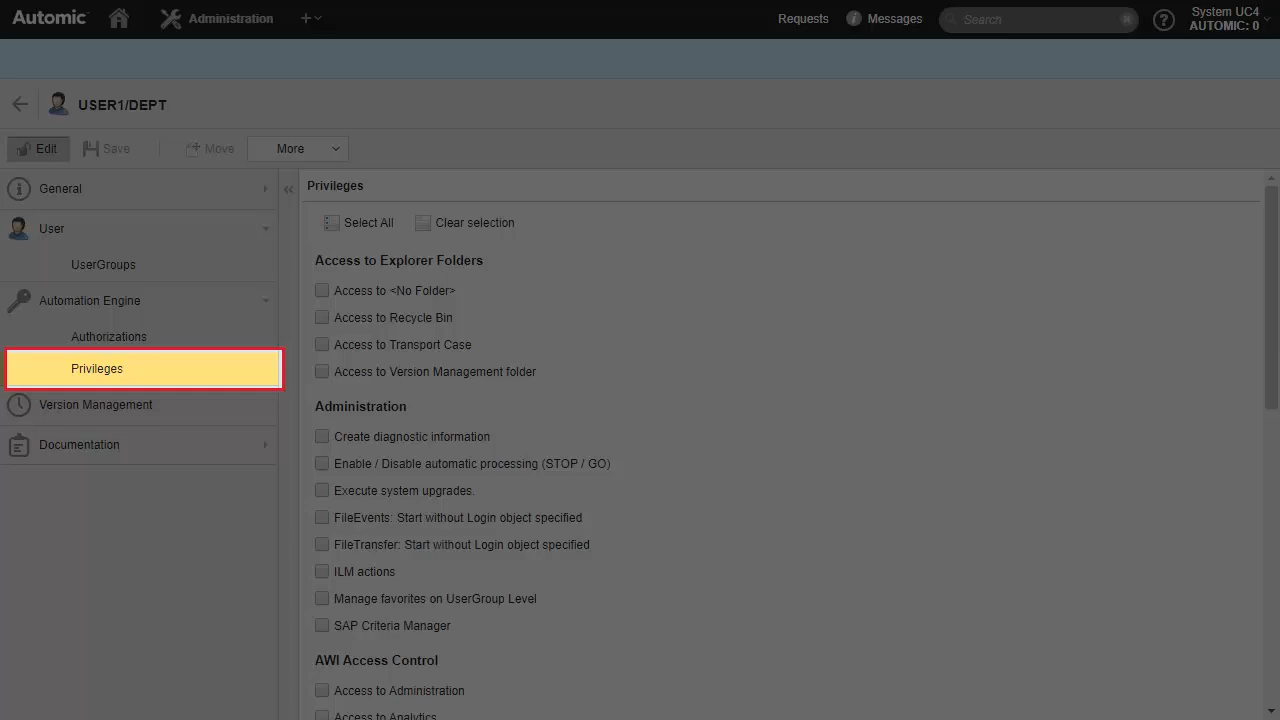 Automic
Administration
Requests
Messages
Search
System UC4
AUTOMIC: 0
USER1/DEPT
Edit
Save
Move
More
General
User
UserGroups
Automation Engine
Authorizations
Privileges
Version Management
Documentation
Privileges
Select All
Clear selection
Access to Explorer Folders
Access to <No Folder>
Access to Recycle Bin
Access to Transport Case
Access to Version Management folder
Administration
Create diagnostic information
Enable / Disable automatic processing (STOP / GO)
Execute system upgrades.
FileEvents: Start without Login object specified
FileTransfer: Start without Login object specified
ILM actions
Manage favorites on UserGroup Level
SAP Criteria Manager
AWI Access Control
Access to Administration
Access to Analytics